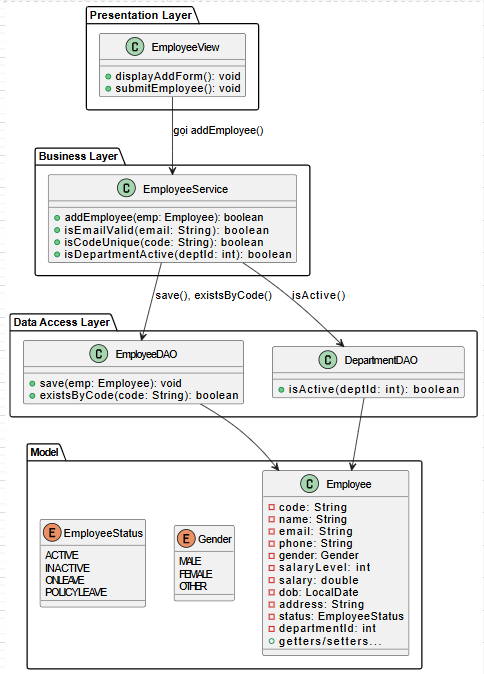 Presentation Layer
C EmployeeView
displayAddForm(): void
submitEmployee(): void
gọi addEmployee()
Business Layer
C EmployeeService
addEmployee(emp: Employee): boolean
isEmailValid(email: String): boolean
isCodeUnique(code: String): boolean
isDepartmentActive(deptId: int): boolean
save(), existsByCode()
isActive()
Data Access Layer
C EmployeeDAO
save(emp: Employee): void
existsByCode(code: String): boolean
C DepartmentDAO
isActive(deptId: int): boolean
Model
E EmployeeStatus
ACTIVE
INACTIVE
ONLEAVE
POLICYLEAVE
E Gender
MALE
FEMALE
OTHER
C Employee
code: String
name: String
email: String
phone: String
gender: Gender
salaryLevel: int
salary: double
dob: LocalDate
address: String
status: EmployeeStatus
departmentId: int
getters/setters...